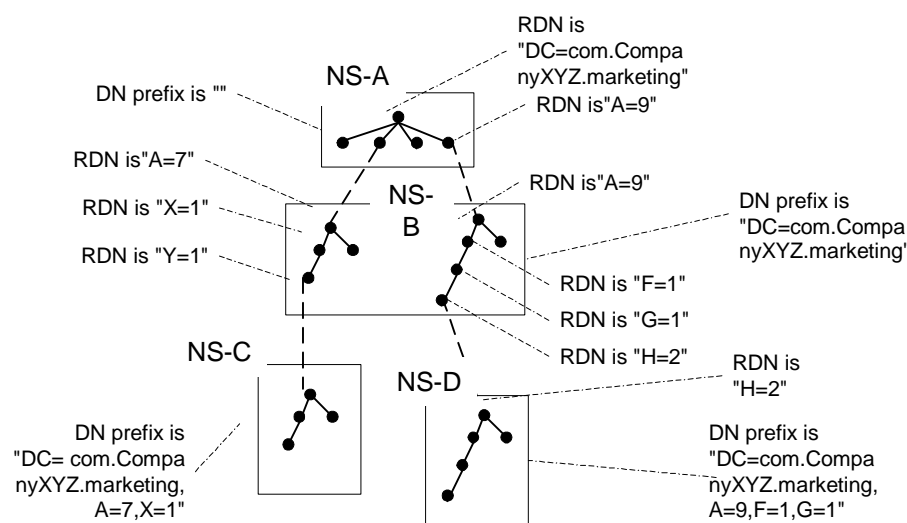 RDN is
"DC=com.Compa
nyXYZ.marketing"
NS-A
DN prefix is ""
RDN is"A=9"
RDN is"A=7"
NS-
B
RDN is"A=9"
RDN is "X=1"
DN prefix is
"DC=com.Compa
nyXYZ.marketing'
RDN is "Y=1"
RDN is "F=1"
RDN is "G=1"
RDN is "H=2"
NS-C
NS-D
RDN is
"H=2"
DN prefix is
"DC= com.Compa
nyXYZ.marketing,
A=7,X=1"
DN prefix is
"DC=com.Compa
nyXYZ.marketing,
A=9,F=1,G=1"